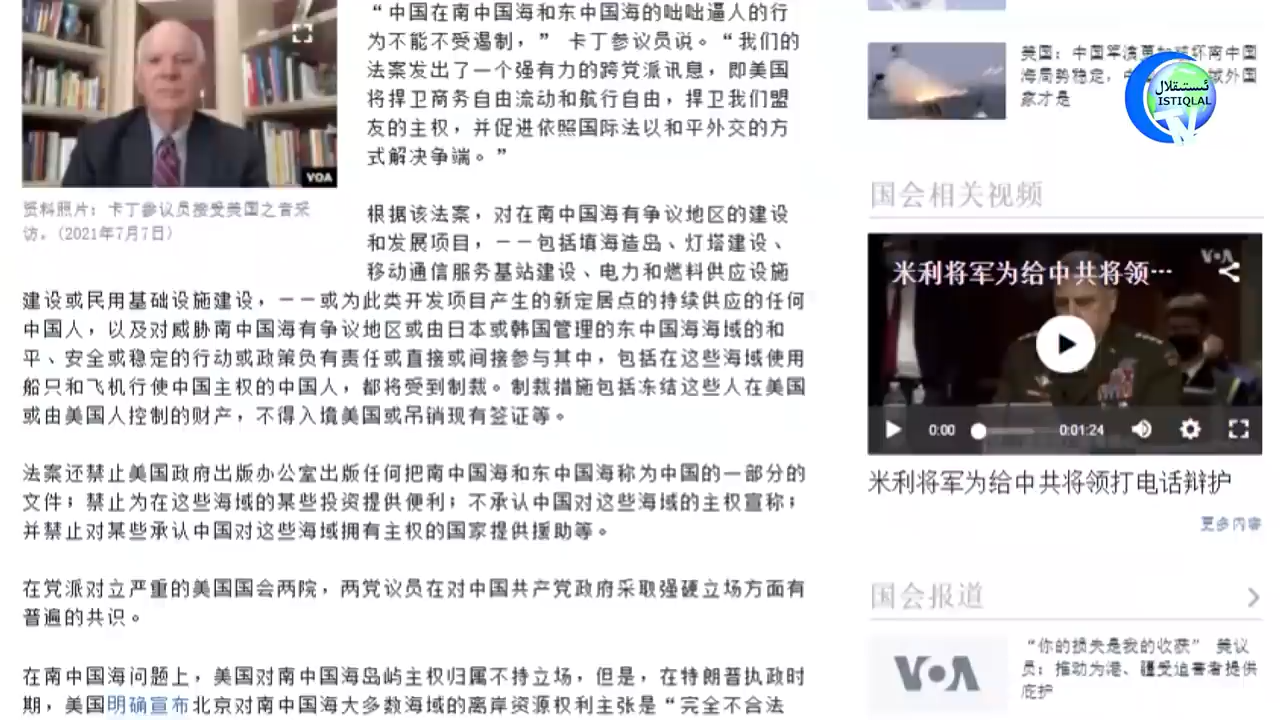 “中国在南中国海和东中国海的咄咄逼人的行
为不能不受遏制，” 卡丁参议员说。“我们的
法案发出了一个强有力的跨党派讯息，即美国
将捍卫商务自由流动和航行自由，捍卫我们盟
友的主权，并促进依照国际法以和平外交的方
式解决争端。”
VOA
资料照片：卡丁参议员接受美国之音采
访。（2021年7月7日）
根据该法案，对在南中国海有争议地区的建设
和发展项目，－－包括填海造岛、灯塔建设、
移动通信服务基站建设、电力和燃料供应设施
建设或民用基础设施建设，－－或为此类开发项目产生的新定居点的持续供应的任何
中国人，以及对威胁南中国海有争议地区或由日本或韩国管理的东中国海海域的和
平、安全或稳定的行动或政策负有责任或直接或间接参与其中，包括在这些海域使用
船只和飞机行使中国主权的中国人，都将受到制裁。制裁措施包括冻结这些人在美国
或由美国人控制的财产，不得入境美国或吊销现有签证等。
法案还禁止美国政府出版办公室出版任何把南中国海和东中国海称为中国的一部分的
文件；禁止为在这些海域的某些投资提供便利；不承认中国对这些海域的主权宣称；
并禁止对某些承认中国对这些海域拥有主权的国家提供援助等。
在党派对立严重的美国国会两院，两党议员在对中国共产党政府采取强硬立场方面有
普遍的共识。
在南中国海问题上，美国对南中国海岛屿主权归属不持立场，但是，在特朗普执政时
期，美国明确宣布北京对南中国海大多数海域的离岸资源权利主张是“完全不合法
美国：中国军演更加破坏南中国
海局势稳定，域外国
家才是
ئىستىقلال
ISTIQLAL
TV
国会相关视频
VOA
米利将军为给中共将领…
0:00
0:01:24
米利将军为给中共将领打电话辩护
更多内容
国会报道
VOA
“你的损失是我的收获” 美议
员：推动为港、疆受迫害者提供
庇护